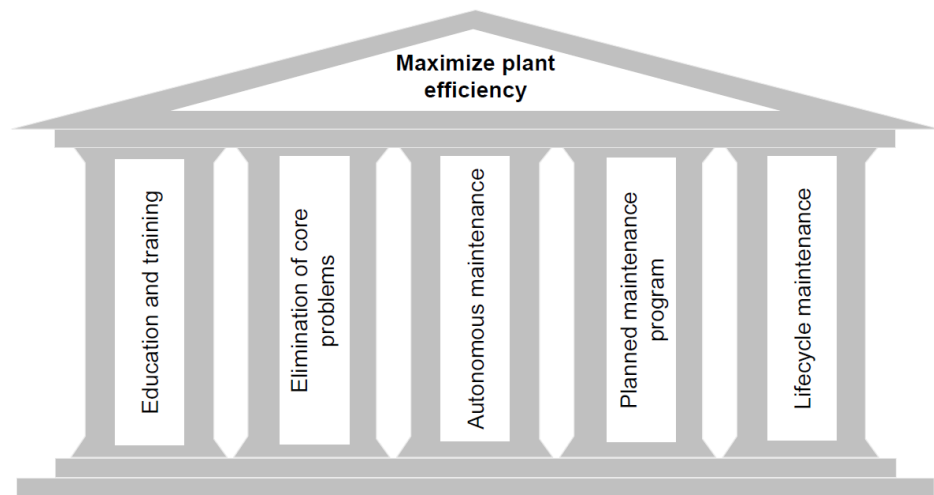 Maximize plant
efficiency
Education and training
Elimination of core
problems
Autonomous maintenance
Planned maintenance
program
Lifecycle maintenance